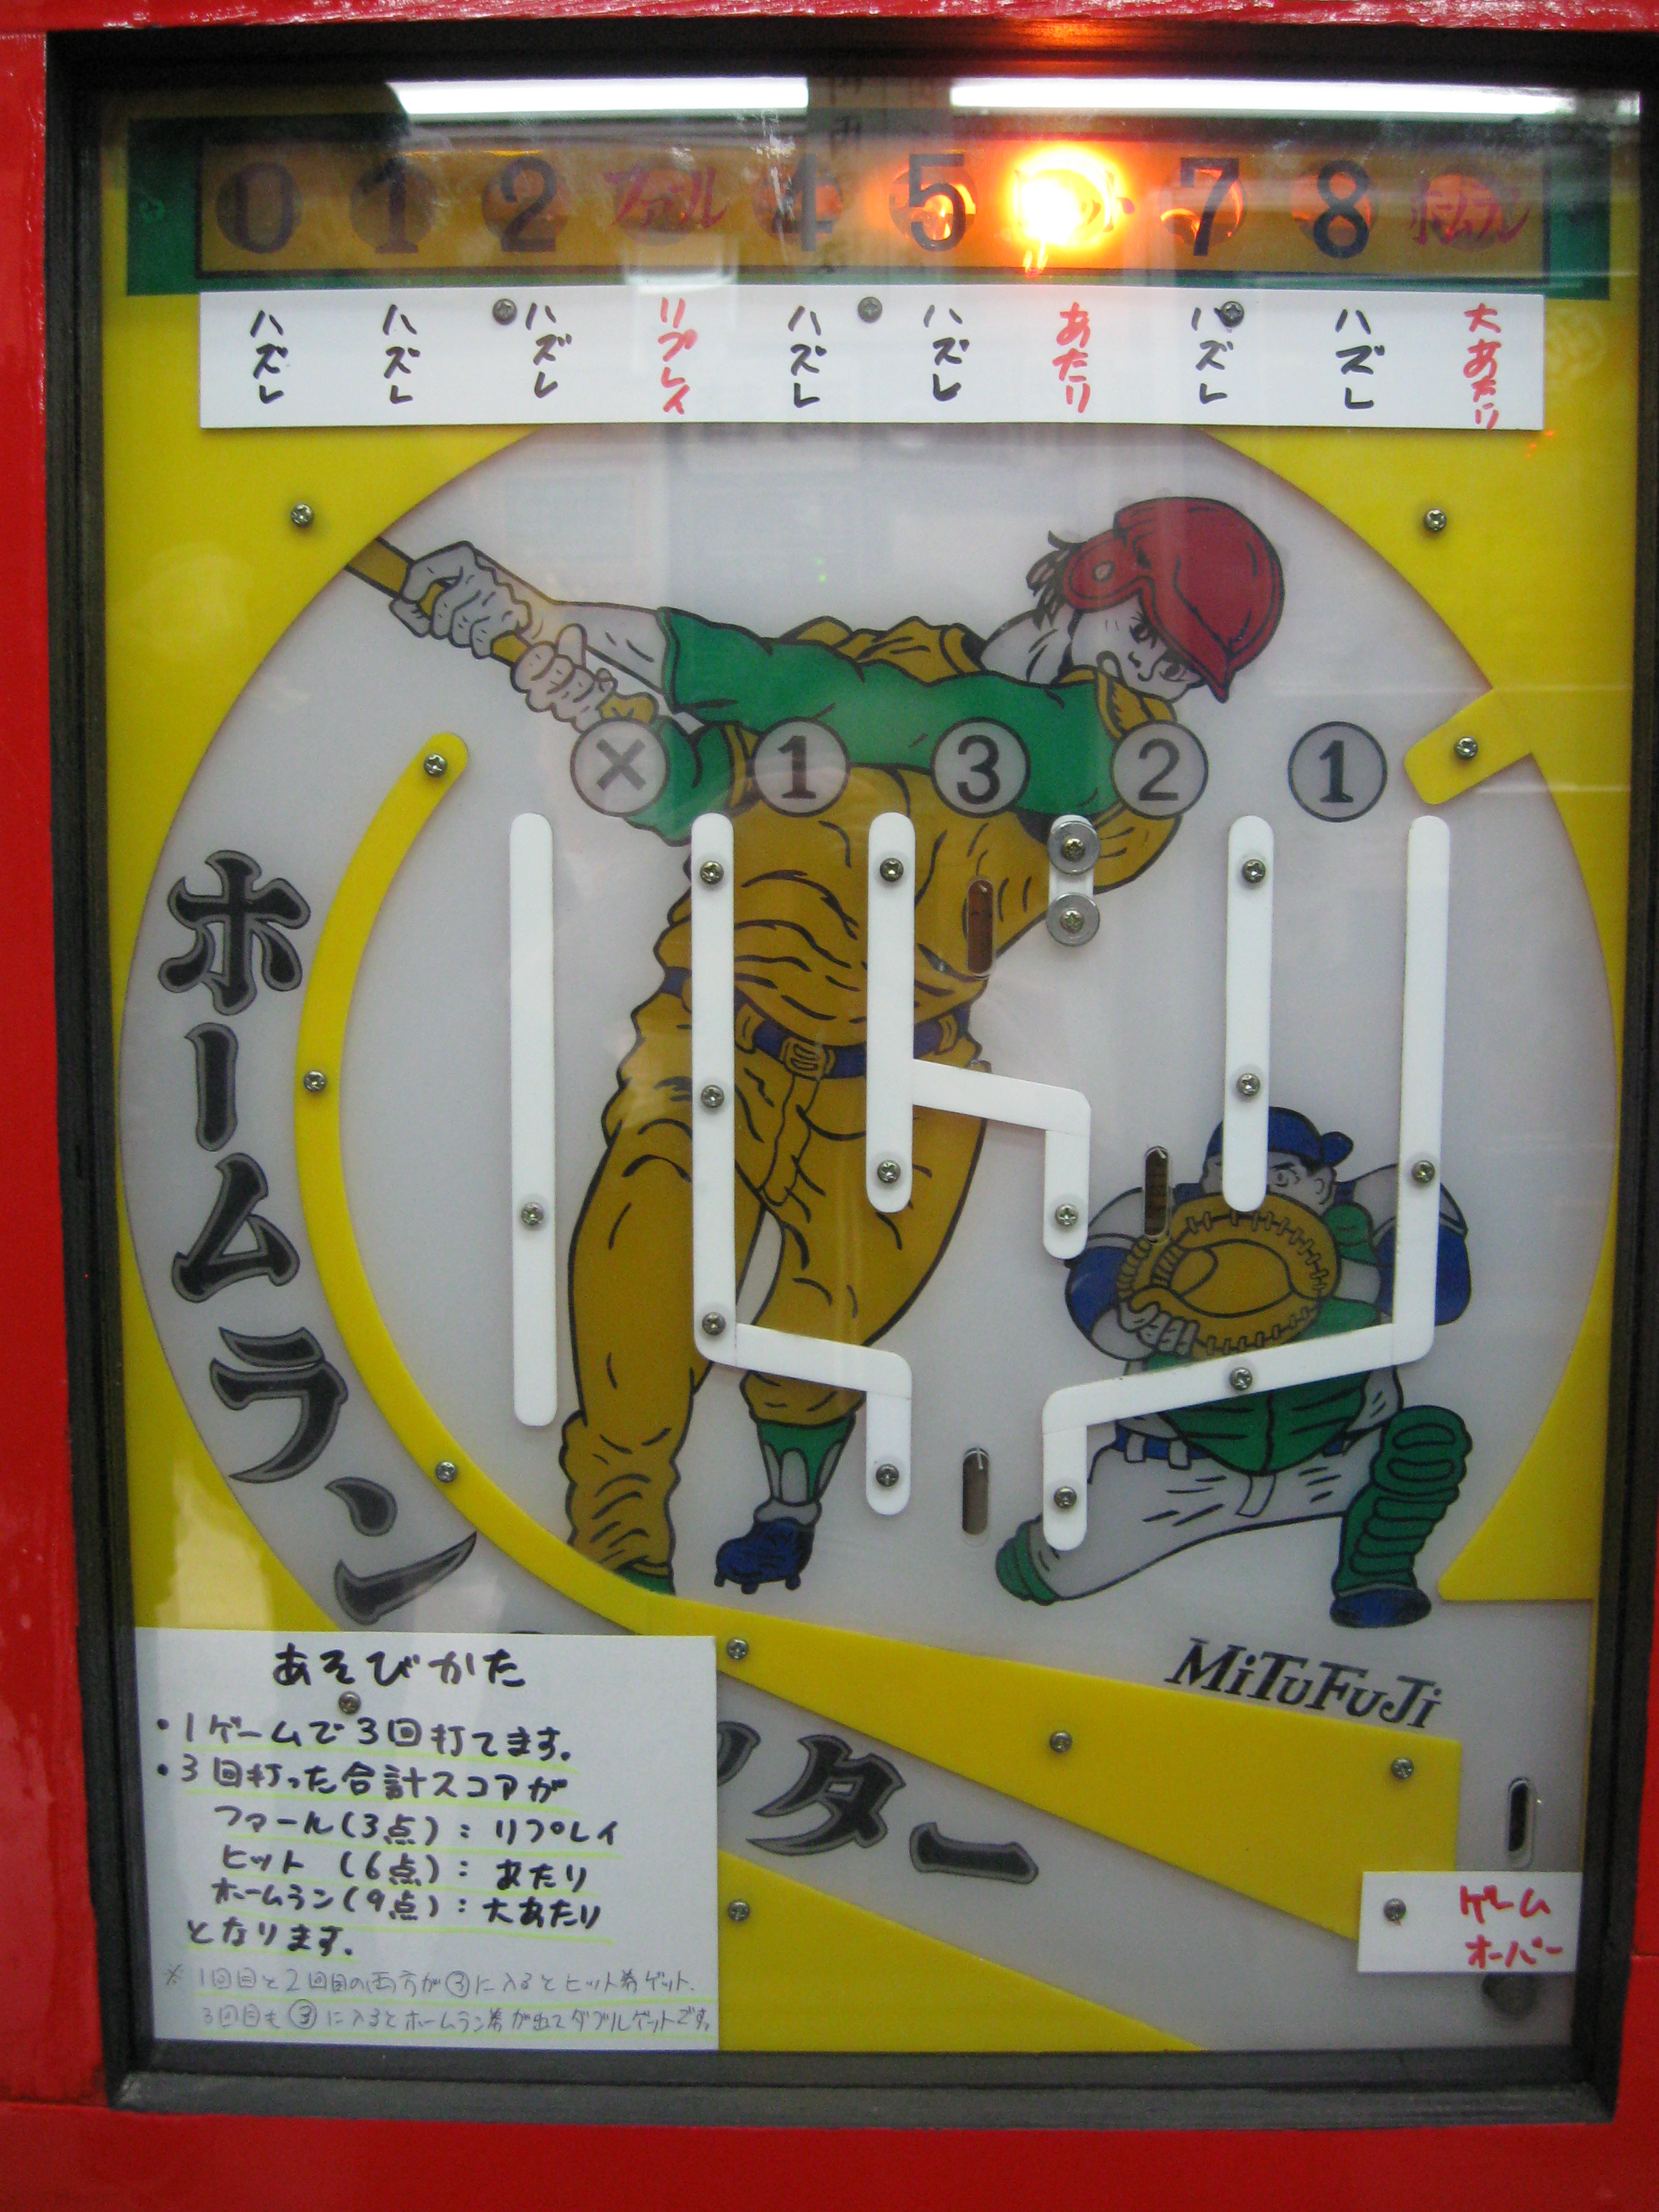 0 1 2 ファール 4 5 7 8 ホームラン
ハズレ ハズレ ハズレ リプレイ ハズレ ハズレ あたり ハズレ ハズレ 大あたり
× 1 3 2 1
ホームラン
ター
MiTuFuJi
あそびかた
・1ゲームで3回打てます。
・3回打った合計スコアが
ファール(3点):リプレイ
ヒット(6点):あたり
ホームラン(9点):大あたり
となります。
※1回目と2回目の両方が③に入るとヒット券ゲット.
3回目も③に入るとホームラン券が出てダブルゲットです。
ゲーム
オーバー